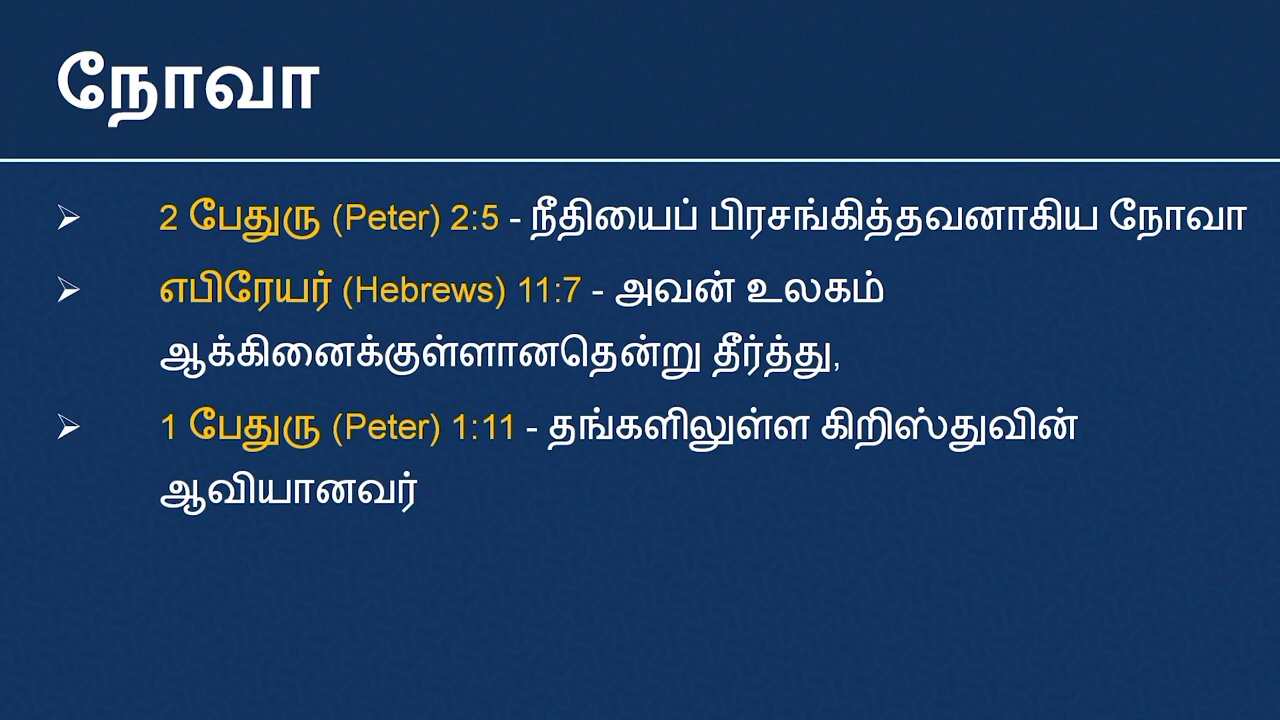 நோவா
➢ 2 பேதுரு (Peter) 2:5 - நீதியைப் பிரசங்கித்தவனாகிய நோவா
➢ எபிரேயர் (Hebrews) 11:7 - அவன் உலகம்
ஆக்கினைக்குள்ளானதென்று தீர்த்து,
➢ 1 பேதுரு (Peter) 1:11 - தங்களிலுள்ள கிறிஸ்துவின்
ஆவியானவர்